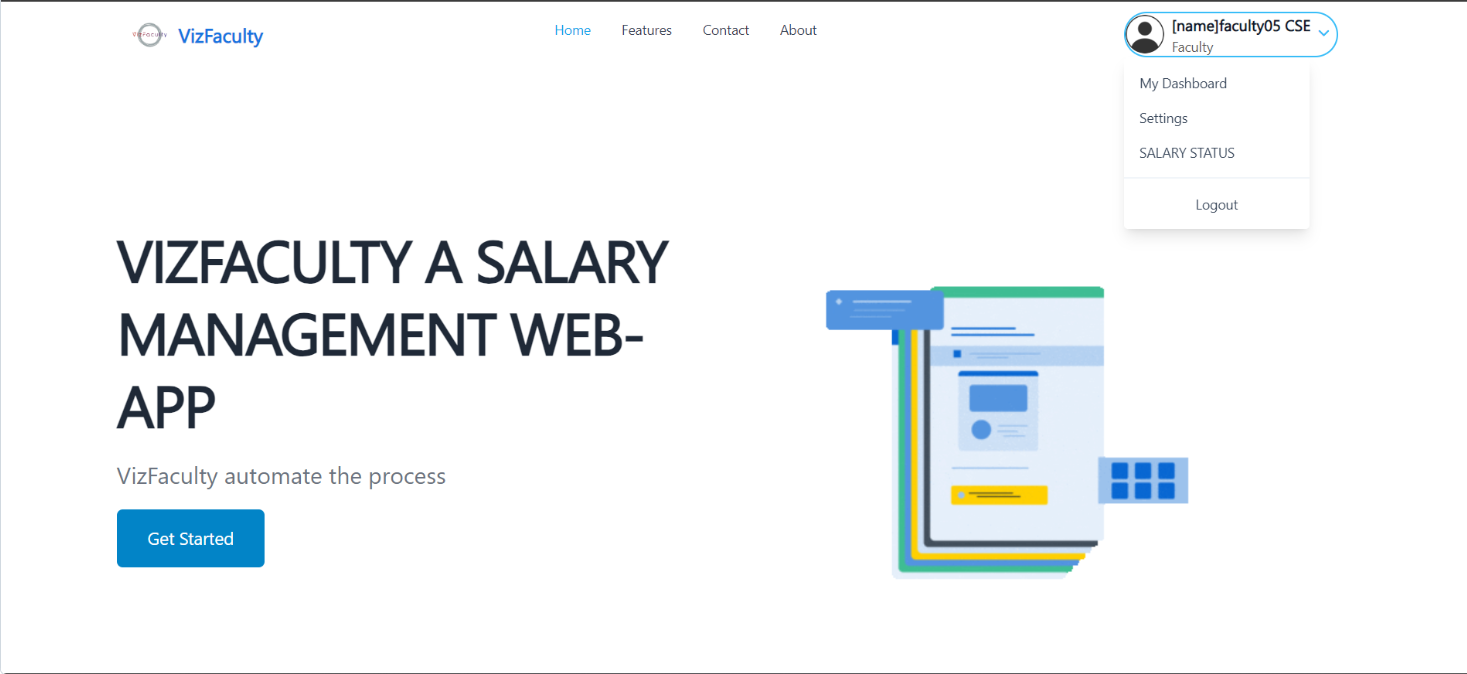 VizFaculty
VizFaculty
Home
Features
Contact
About
[name]faculty05 CSE
Faculty
My Dashboard
Settings
SALARY STATUS
Logout
VIZFACULTY A SALARY
MANAGEMENT WEB-
APP
VizFaculty automate the process
Get Started